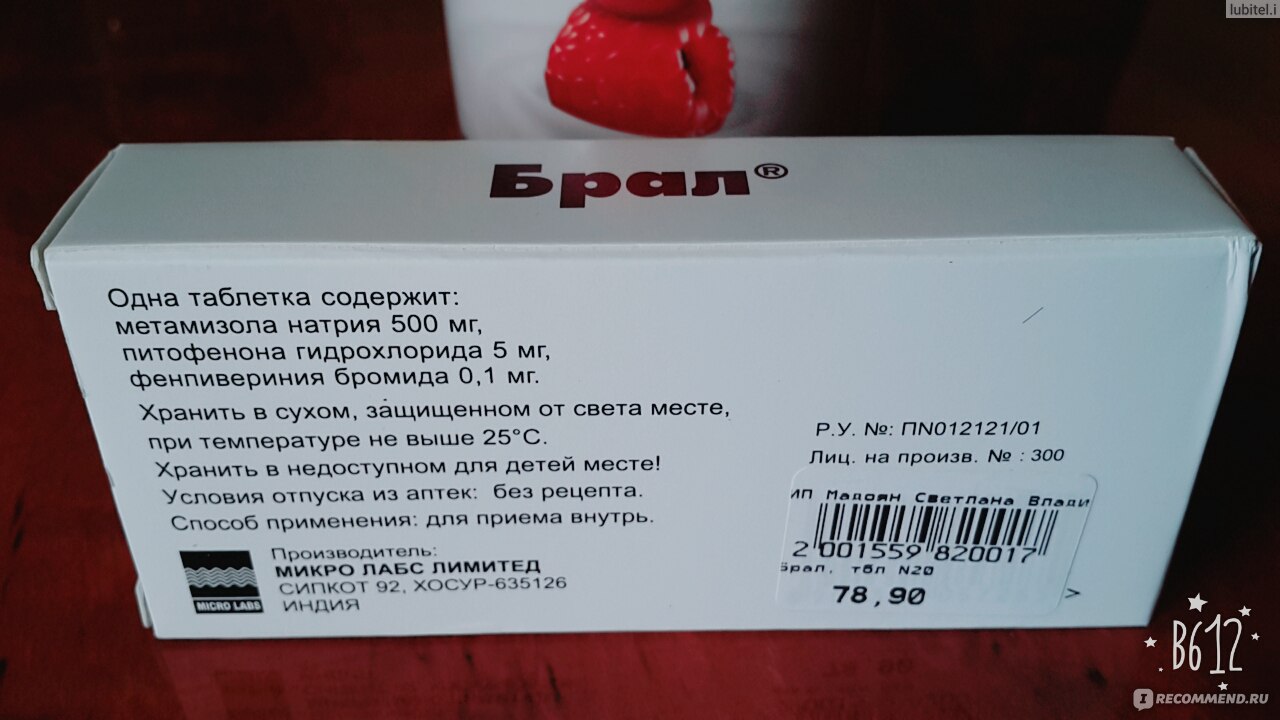 lubitel.i
Брал®
Одна таблетка содержит:
метамизола натрия 500 мг,
питофенона гидрохлорида 5 мг,
фенпивериния бромида 0,1 мг.
Хранить в сухом, защищенном от света месте,
при температуре не выше 25°C.
Хранить в недоступном для детей месте!
Условия отпуска из аптек: без рецепта.
Способ применения: для приема внутрь.
Производитель:
МИКРО ЛАБС ЛИМИТЕД
СИПКОТ 92, ХОСУР-635126
ИНДИЯ
MICRO LABS
Р.У. №: ПN012121/01
Лиц. на произв. № : 300
ИП Мадоян Светлана Влади
2 001559 820017
Брал, тбл N20
78,90
>
B612
I RECOMMEND.RU